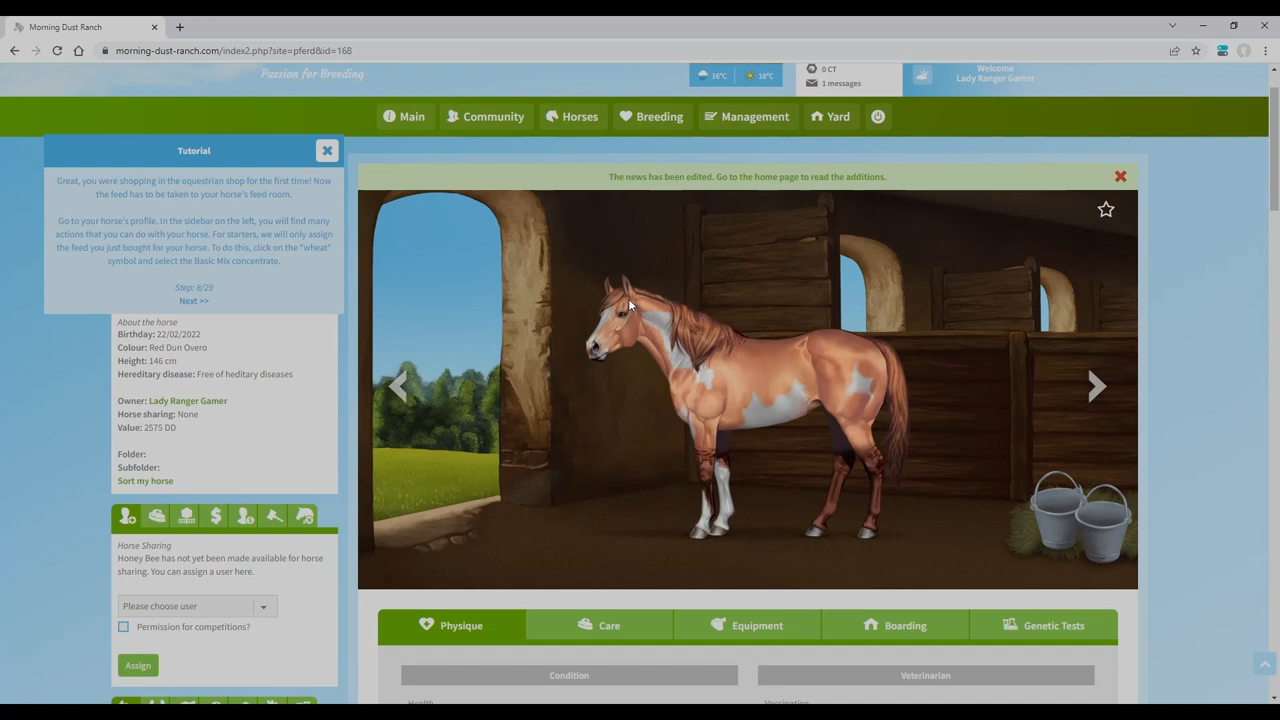 Morning Dust Ranch
morning-dust-ranch.com/index2.php?site=pferd&id=168
Passion for Breeding
16°C
18°C
0 CT
1 messages
Welcome
Lady Ranger Gamer
Main
Community
Horses
Breeding
Management
Yard
Tutorial
Great, you were shopping in the equestrian shop for the first time! Now
the feed has to be taken to your horse's feed room.
Go to your horse's profile. In the sidebar on the left, you will find many
actions that you can do with your horse. For starters, we will only assign
the feed you just bought for your horse. To do this, click on the "wheat"
symbol and select the Basic Mix concentrate.
Step: 8/29
Next >>
The news has been edited. Go to the home page to read the additions.
About the horse
Birthday: 22/02/2022
Colour: Red Dun Overo
Height: 146 cm
Hereditary disease: Free of heditary diseases
Owner: Lady Ranger Gamer
Horse sharing: None
Value: 2575 DD
Folder:
Subfolder:
Sort my horse
Horse Sharing
Honey Bee has not yet been made available for horse
sharing. You can assign a user here.
Please choose user
Permission for competitions?
Assign
Physique
Care
Equipment
Boarding
Genetic Tests
Condition
Veterinarian
Health
Vaccination